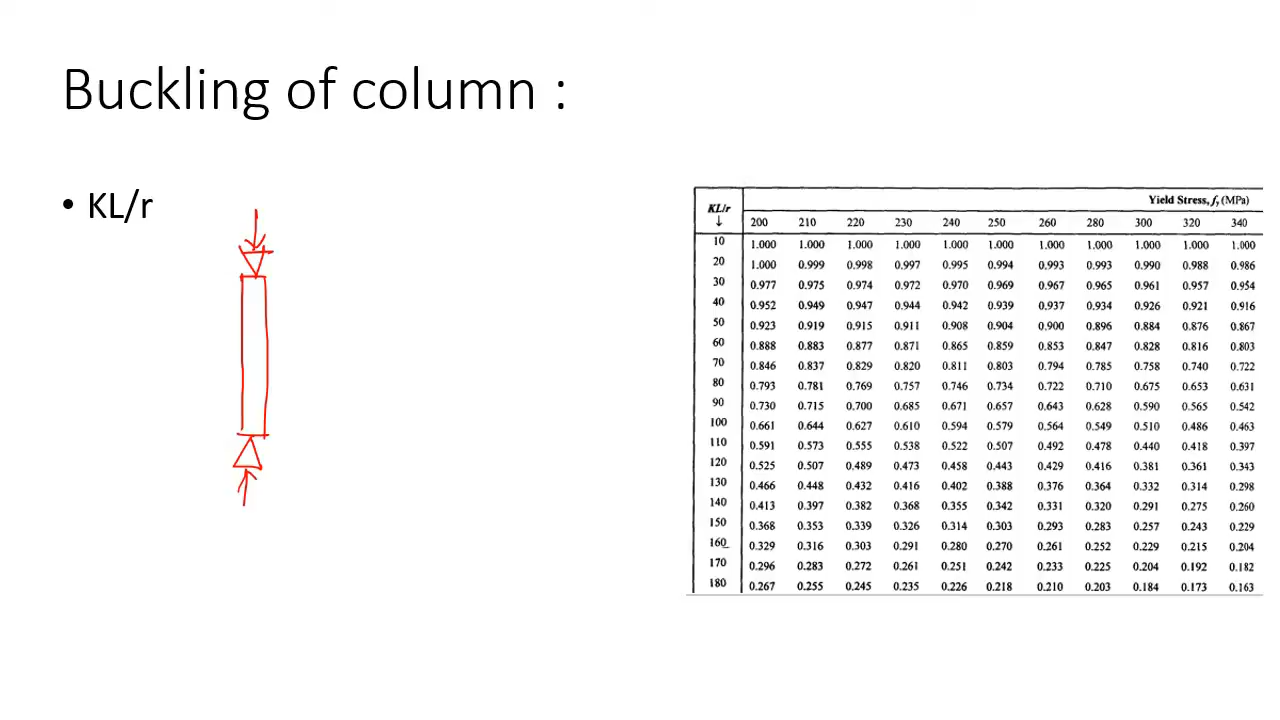 Buckling of column :
• KL/r
Yield Stress, fy (MPa)
KL/r
↓ 200 210 220 230 240 250 260 280 300 320 340
10 1.000 1.000 1.000 1.000 1.000 1.000 1.000 1.000 1.000 1.000 1.000
20 1.000 0.999 0.998 0.997 0.995 0.994 0.993 0.993 0.990 0.988 0.986
30 0.977 0.975 0.974 0.972 0.970 0.969 0.967 0.965 0.961 0.957 0.954
40 0.952 0.949 0.947 0.944 0.942 0.939 0.937 0.934 0.926 0.921 0.916
50 0.923 0.919 0.915 0.911 0.908 0.904 0.900 0.896 0.884 0.876 0.867
60 0.888 0.883 0.877 0.871 0.865 0.859 0.853 0.847 0.828 0.816 0.803
70 0.846 0.837 0.829 0.820 0.811 0.803 0.794 0.785 0.758 0.740 0.722
80 0.793 0.781 0.769 0.757 0.746 0.734 0.722 0.710 0.675 0.653 0.631
90 0.730 0.715 0.700 0.685 0.671 0.657 0.643 0.628 0.590 0.565 0.542
100 0.661 0.644 0.627 0.610 0.594 0.579 0.564 0.549 0.510 0.486 0.463
110 0.591 0.573 0.555 0.538 0.522 0.507 0.492 0.478 0.440 0.418 0.397
120 0.525 0.507 0.489 0.473 0.458 0.443 0.429 0.416 0.381 0.361 0.343
130 0.466 0.448 0.432 0.416 0.402 0.388 0.376 0.364 0.332 0.314 0.298
140 0.413 0.397 0.382 0.368 0.355 0.342 0.331 0.320 0.291 0.275 0.260
150 0.368 0.353 0.339 0.326 0.314 0.303 0.293 0.283 0.257 0.243 0.229
160 0.329 0.316 0.303 0.291 0.280 0.270 0.261 0.252 0.229 0.215 0.204
170 0.296 0.283 0.272 0.261 0.251 0.242 0.233 0.225 0.204 0.192 0.182
180 0.267 0.255 0.245 0.235 0.226 0.218 0.210 0.203 0.184 0.173 0.163